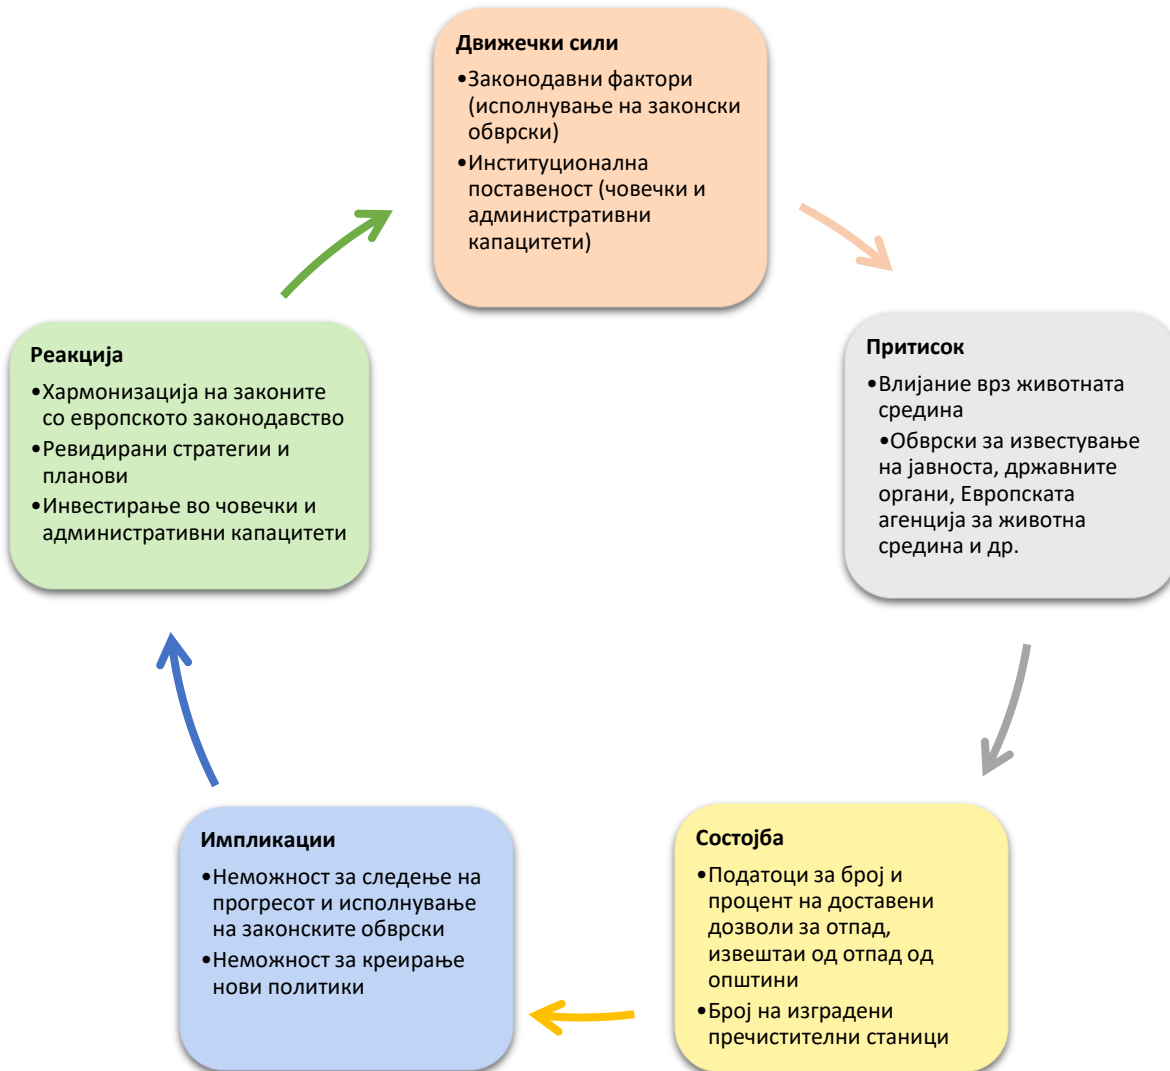 Движечки сили
•Законодавни фактори
(исполнување на законски
обврски)
•Институционална
поставеност (човечки и
административни
капацитети)
Притисок
•Влијание врз животната
средина
•Обврски за известување
на јавноста, државните
органи, Европската
агенција за животна
средина и др.
Состојба
•Податоци за број и
процент на доставени
дозволи за отпад,
извештаи од отпад од
општини
•Број на изградени
пречистителни станици
Импликации
•Неможност за следење на
прогресот и исполнување
на законските обврски
•Неможност за креирање
нови политики
Реакција
•Хармонизација на законите
со европското законодавство
•Ревидирани стратегии и
планови
•Инвестирање во човечки и
административни капацитети